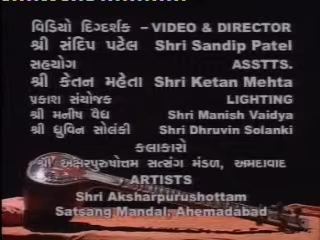 વિડિયો દિગ્દર્શક – VIDEO & DIRECTOR
શ્રી સંદિપ પટેલ Shri Sandip Patel
સહયોગ ASSTTS.
શ્રી કેતન મહેતા Shri Ketan Mehta
પ્રકાશ સંયોજક LIGHTING
શ્રી મનીષ વૈદ્ય Shri Manish Vaidya
શ્રી ધ્રુવિન સોલંકી Shri Dhruvin Solanki
કલાકારો
શ્રી અક્ષરપુરુષોત્તમ સત્સંગ મંડળ, અમદાવાદ
ARTISTS
Shri Aksharpurushottam
Satsang Mandal, Ahemadabad